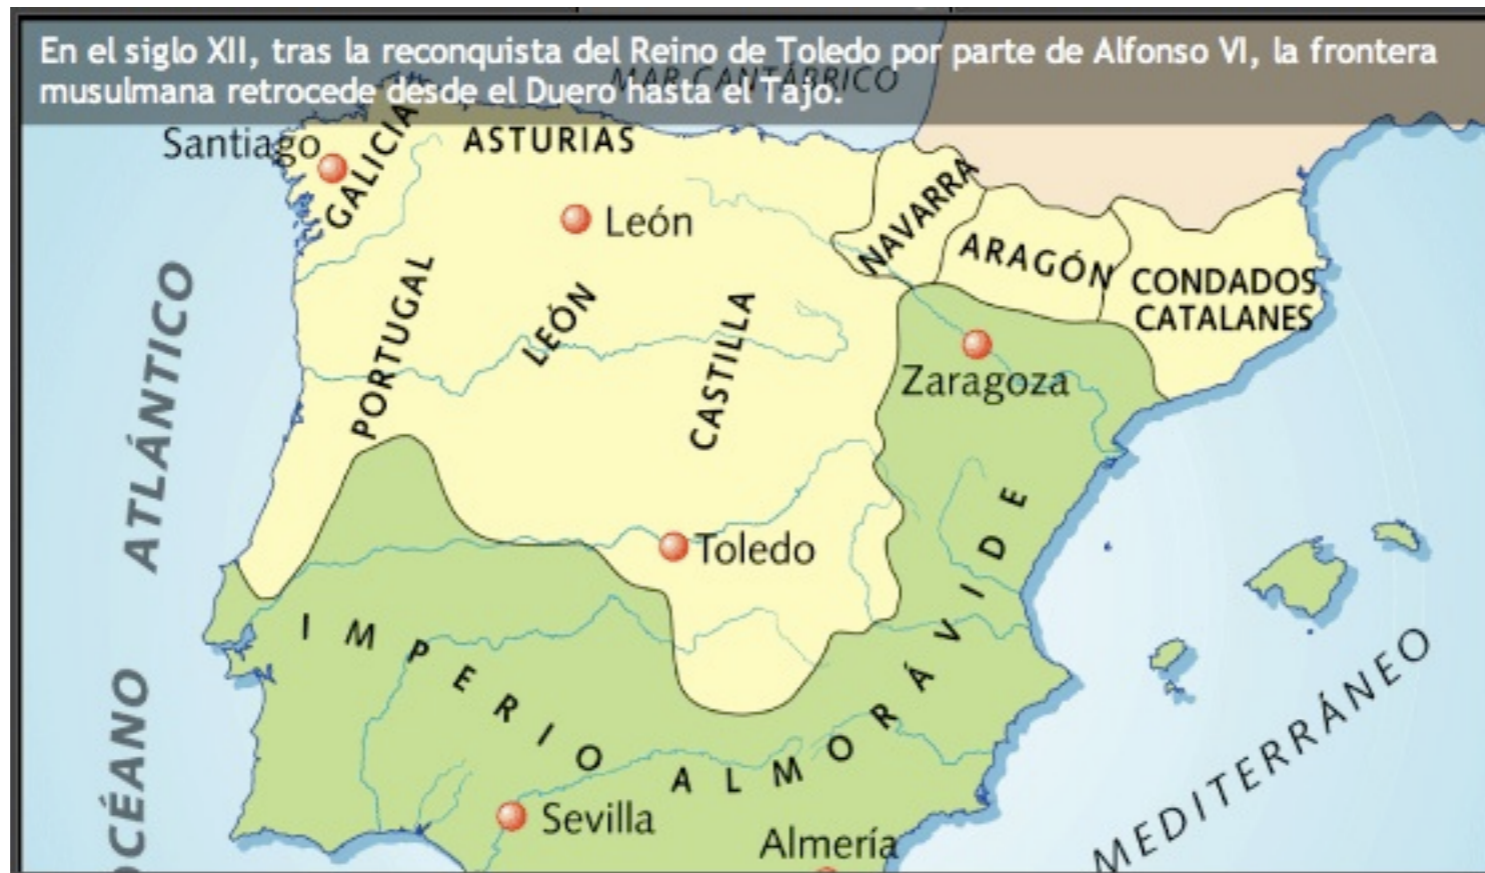 En el siglo XII, tras la reconquista del Reino de Toledo por parte de Alfonso VI, la frontera
musulmana retrocede desde el Duero hasta el Tajo.
MAR CANTÁBRICO
Santiago
GALICIA
ASTURIAS
León
NAVARRA
ARAGÓN
CONDADOS
CATALANES
PORTUGAL
LEÓN
CASTILLA
Zaragoza
Toledo
IMPERIO ALMORÁVIDE
Sevilla
Almería
OCÉANO ATLÁNTICO
MEDITERRÁNEO